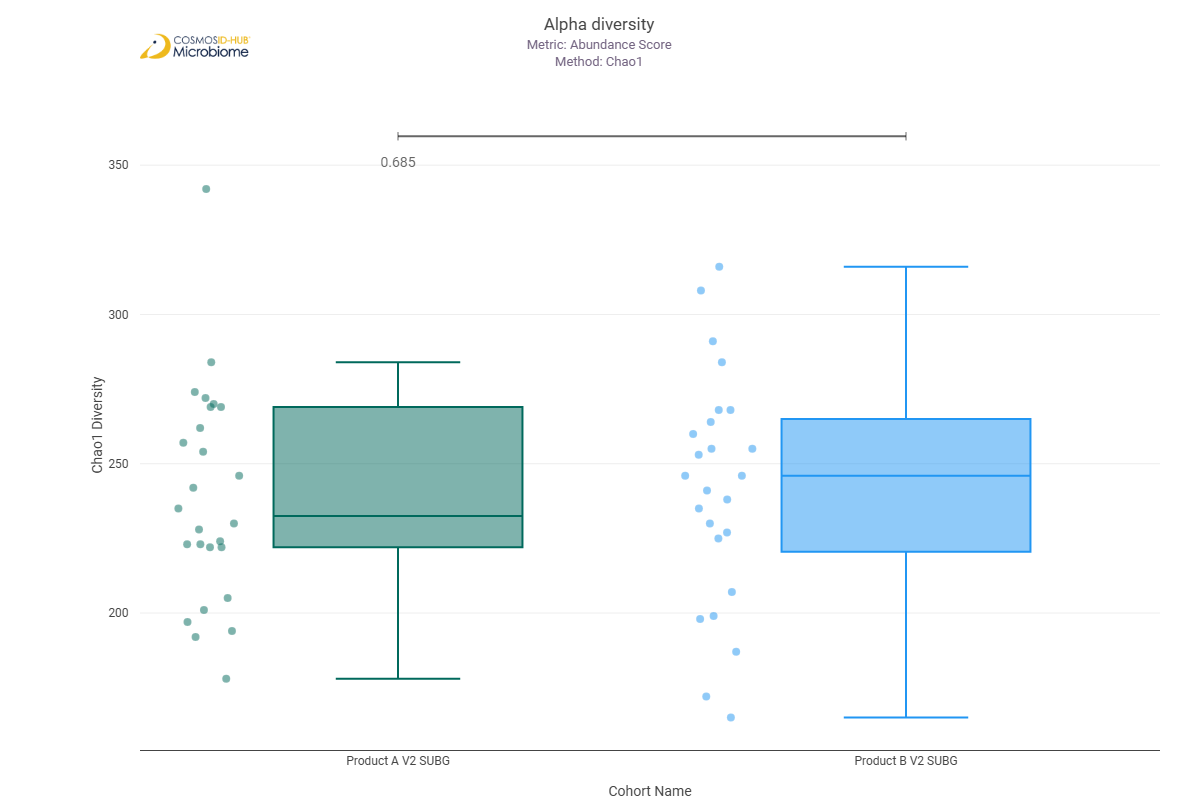 Alpha diversity
Metric: Abundance Score
Method: Chao1
COSMOSID-HUB
Microbiome
0.685
350
300
250
200
Chao1 Diversity
Product A V2 SUBG
Product B V2 SUBG
Cohort Name